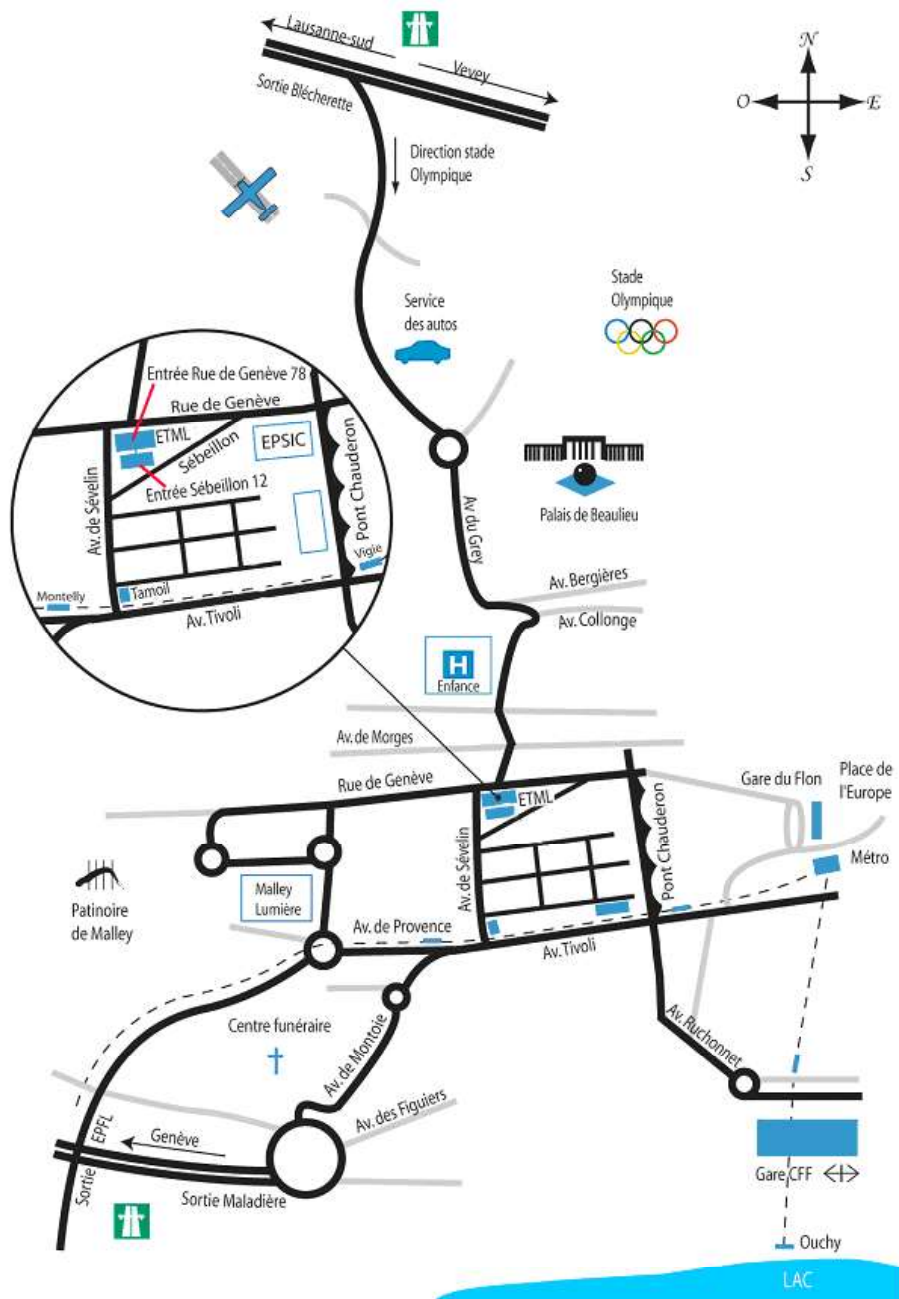 Lausanne-sud
Vevey
Sortie Blécherette
N
O
E
S
Direction stade
Olympique
Service
des autos
Stade
Olympique
Entrée Rue de Genève 78
Rue de Genève
ETML
EPSIC
Sébeillon
Entrée Sébeillon 12
Av. de Sévelin
Pont Chauderon
Vigie
Montelly
Tamoil
Av. Tivoli
Palais de Beaulieu
Av du Grey
Av. Bergières
Av. Collonge
H
Enfance
Av. de Morges
Rue de Genève
Gare du Flon
Place de
l'Europe
ETML
Av. de Sévelin
Pont Chauderon
Métro
Malley
Lumière
Patinoire
de Malley
Av. de Provence
Av. Tivoli
Centre funéraire
Av. de Montoie
Av. Ruchonnet
Av. des Figuiers
Genève
Sortie EPFL
Sortie Maladière
Gare CFF
Ouchy
LAC